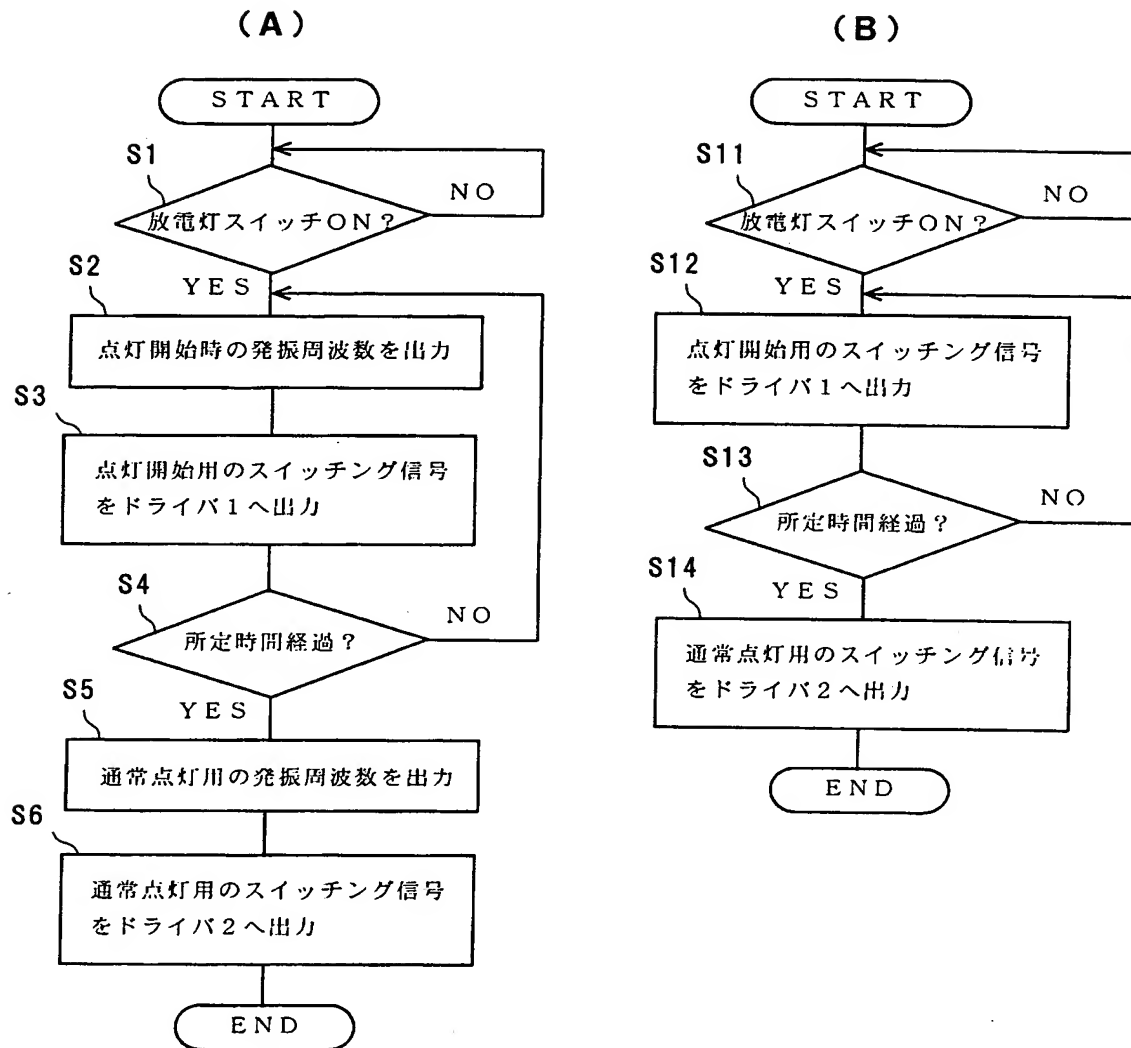 (A)
START
S1
放電灯スイッチON？
NO
YES
S2
点灯開始時の発振周波数を出力
S3
点灯開始用のスイッチング信号
をドライバ1へ出力
S4
所定時間経過？
NO
YES
S5
通常点灯用の発振周波数を出力
S6
通常点灯用のスイッチング信号
をドライバ2へ出力
END
(B)
START
S11
放電灯スイッチON？
NO
YES
S12
点灯開始用のスイッチング信号
をドライバ1へ出力
S13
所定時間経過？
NO
YES
S14
通常点灯用のスイッチング信号
をドライバ2へ出力
END